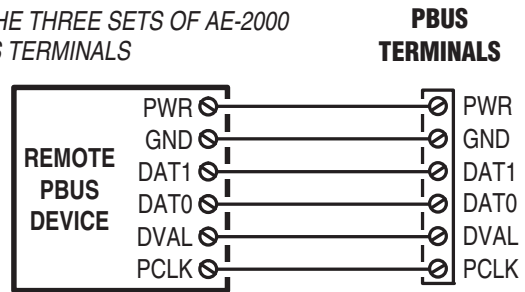 HE THREE SETS OF AE-2000
S TERMINALS
PBUS
TERMINALS
REMOTE
PBUS
DEVICE
PWR
GND
DAT1
DAT0
DVAL
PCLK
PWR
GND
DAT1
DAT0
DVAL
PCLK